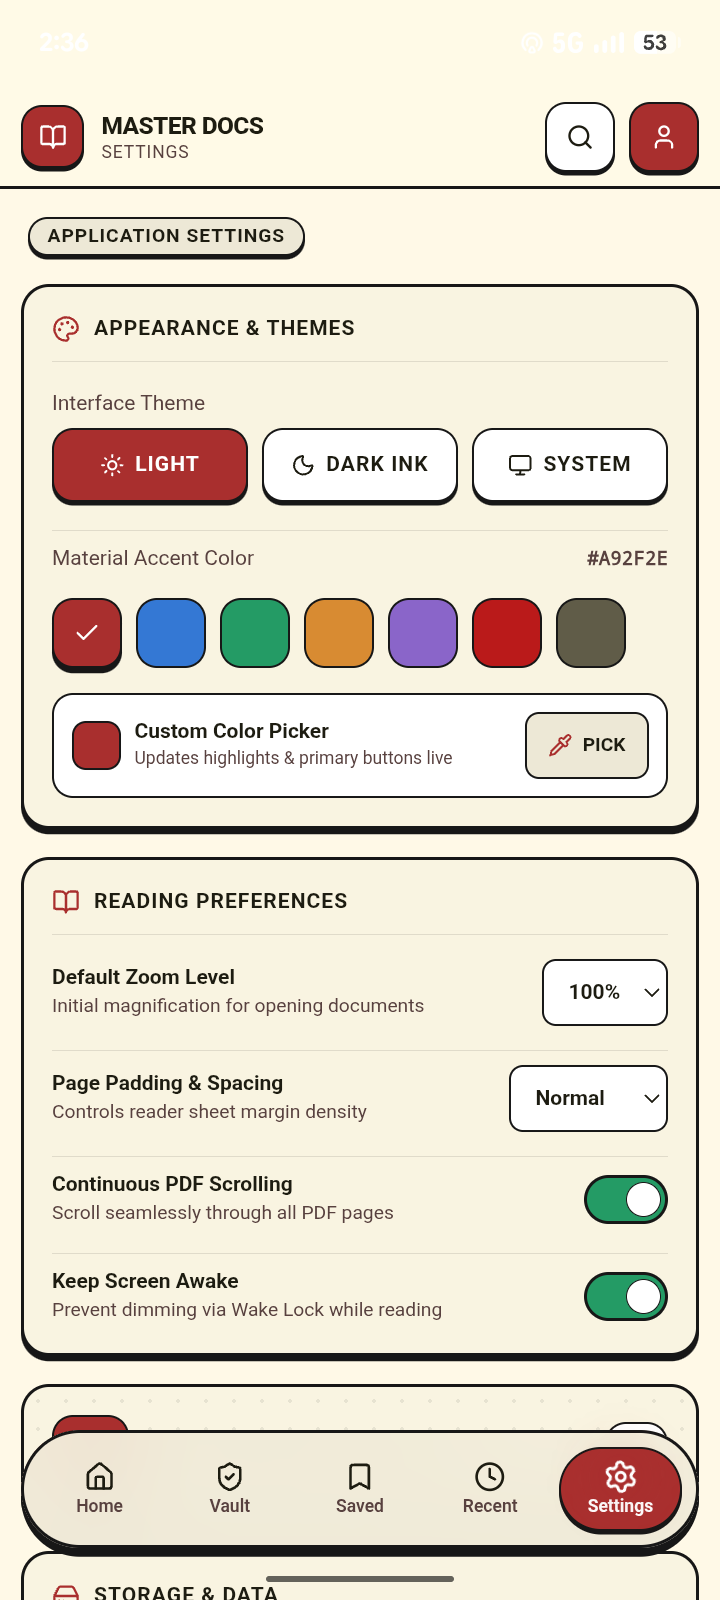 2:36
5G
53
MASTER DOCS
SETTINGS
APPLICATION SETTINGS
APPEARANCE & THEMES
Interface Theme
LIGHT
DARK INK
SYSTEM
Material Accent Color
#A92F2E
Custom Color Picker
Updates highlights & primary buttons live
PICK
READING PREFERENCES
Default Zoom Level
Initial magnification for opening documents
100%
Page Padding & Spacing
Controls reader sheet margin density
Normal
Continuous PDF Scrolling
Scroll seamlessly through all PDF pages
Keep Screen Awake
Prevent dimming via Wake Lock while reading
Home
Vault
Saved
Recent
Settings
STORAGE & DATA